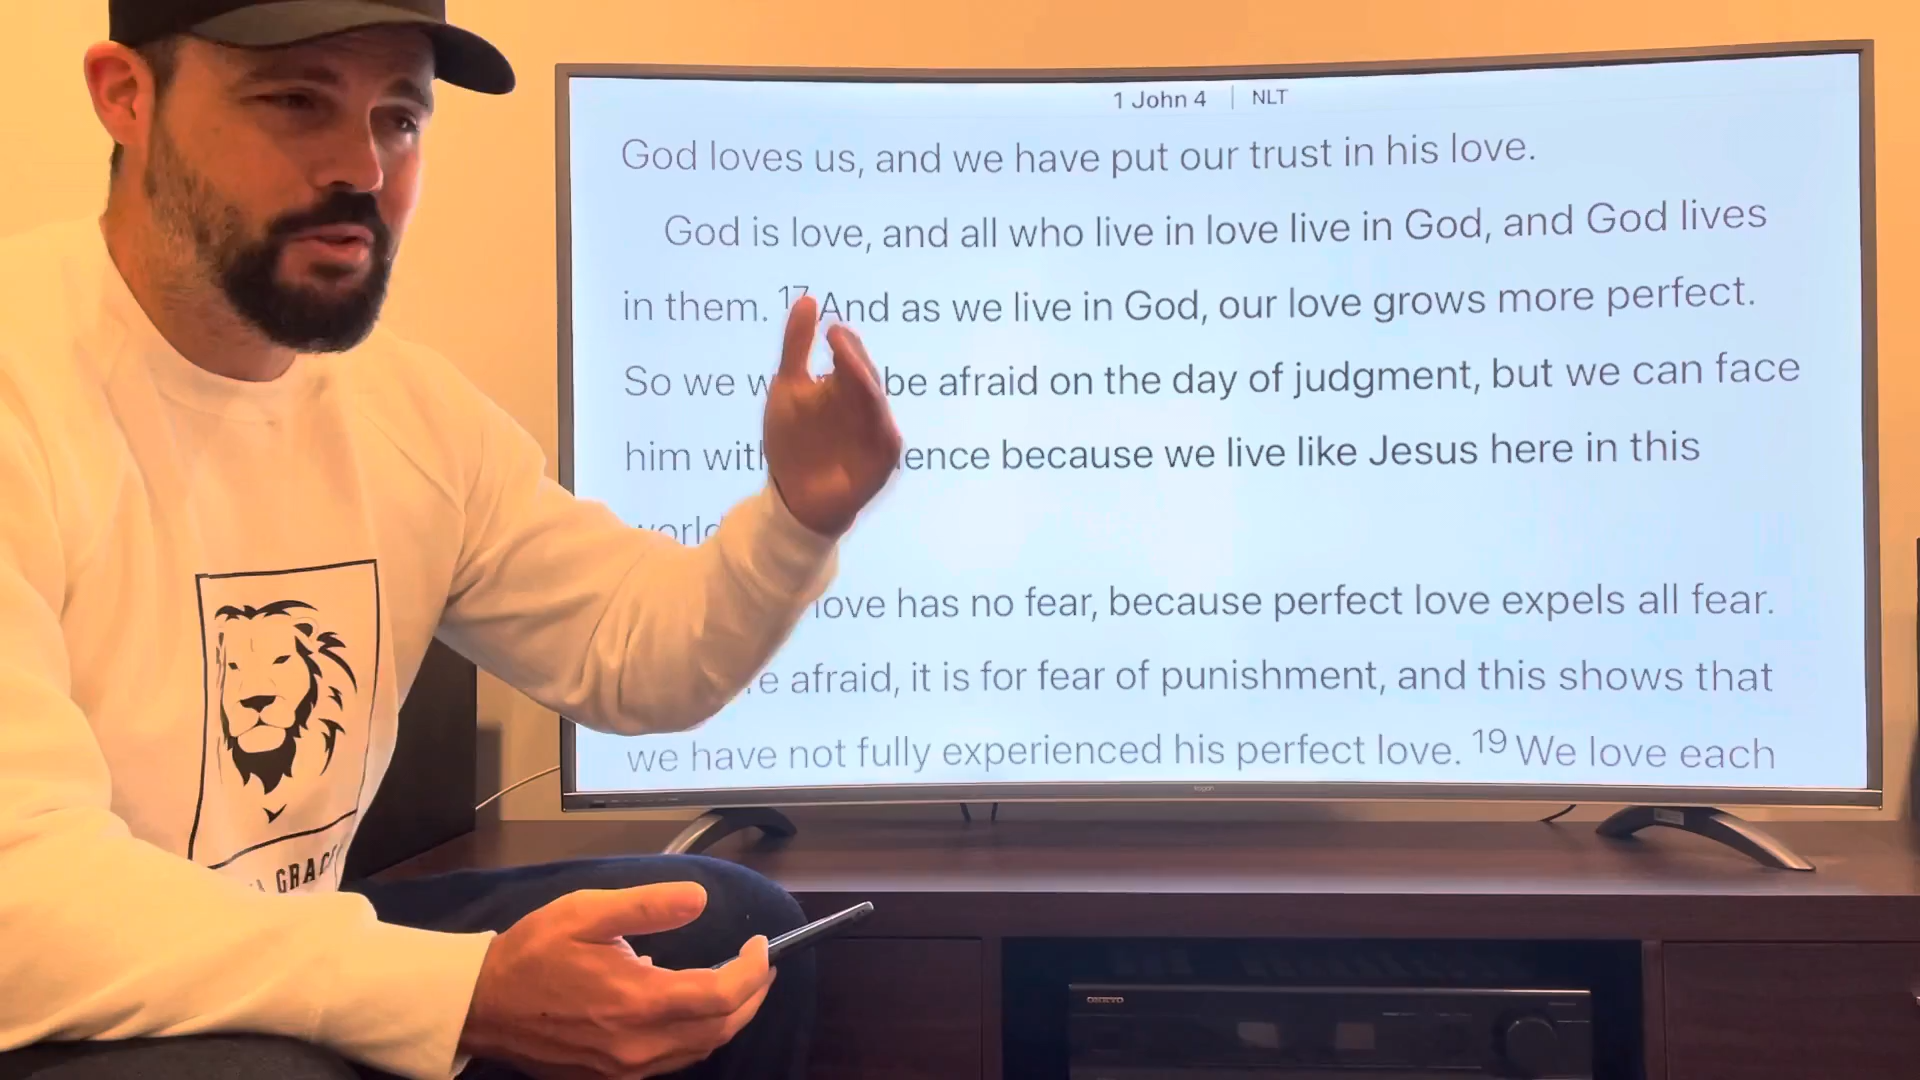 1 John 4 | NLT
God loves us, and we have put our trust in his love.
God is love, and all who live in love live in God, and God lives
in them. 17 And as we live in God, our love grows more perfect.
So we be afraid on the day of judgment, but we can face
him because we live like Jesus here in this
love has no fear, because perfect love expels all fear.
afraid, it is for fear of punishment, and this shows that
we have not fully experienced his perfect love. 19 We love each
kogan
GRACE
ONKYO